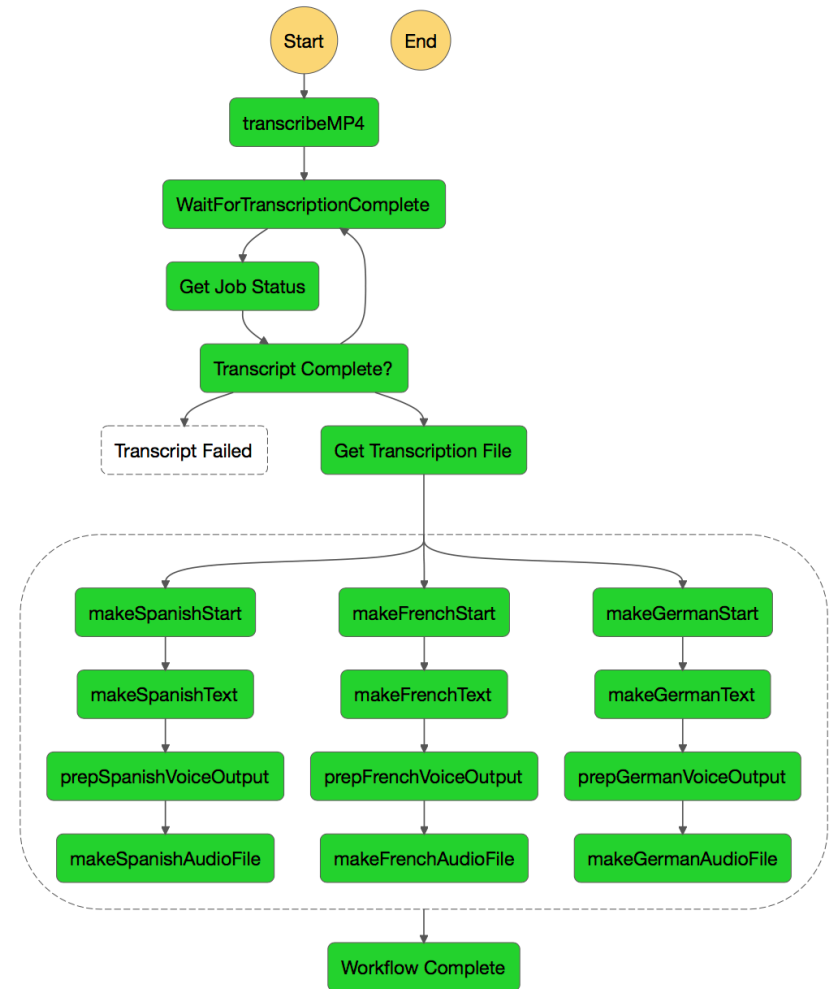 Start
End
transcribeMP4
WaitForTranscriptionComplete
Get Job Status
Transcript Complete?
Transcript Failed
Get Transcription File
makeSpanishStart
makeFrenchStart
makeGermanStart
makeSpanishText
makeFrenchText
makeGermanText
prepSpanishVoiceOutput
prepFrenchVoiceOutput
prepGermanVoiceOutput
makeSpanishAudioFile
makeFrenchAudioFile
makeGermanAudioFile
Workflow Complete